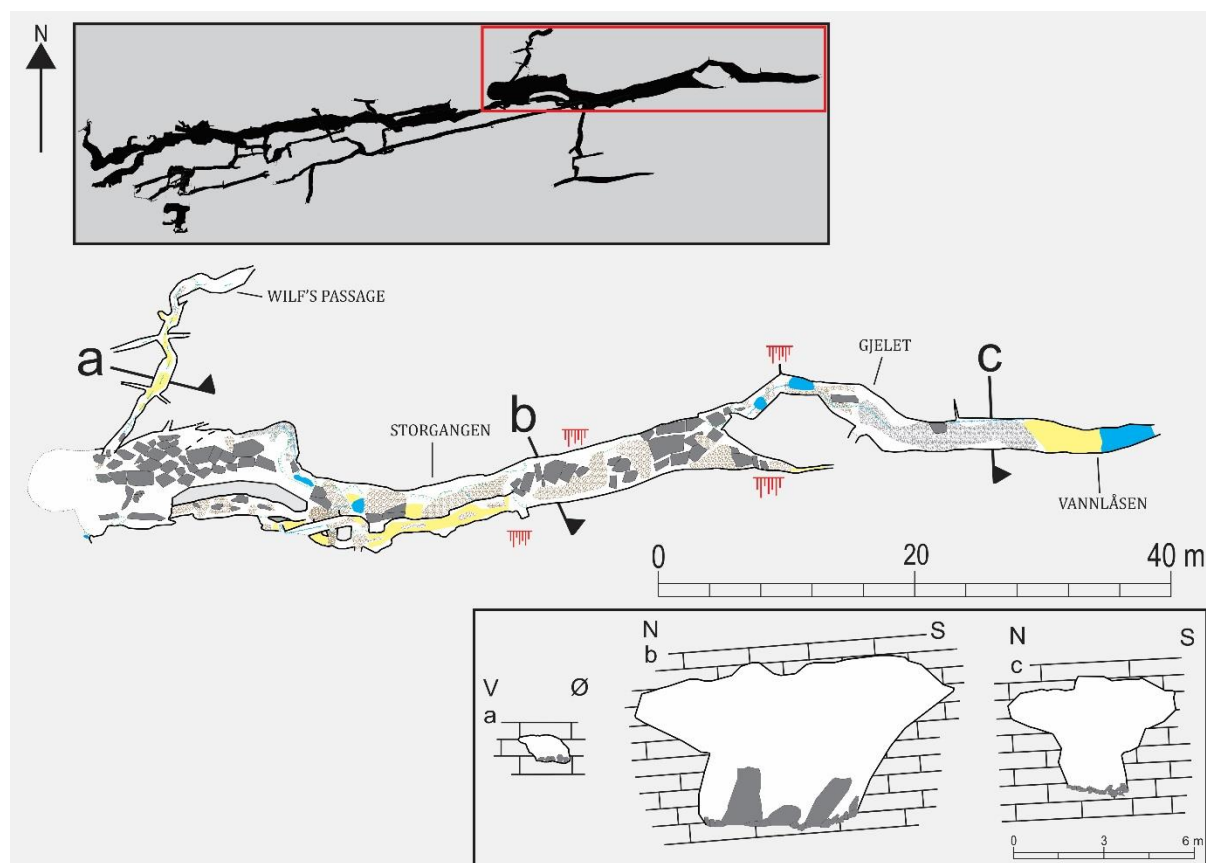 N
WILF'S PASSAGE
a
b
c
STORGANGEN
GJELET
VANNLÅSEN
0 20 40 m
V Ø
a
N S
b
N S
c
0 3 6 m